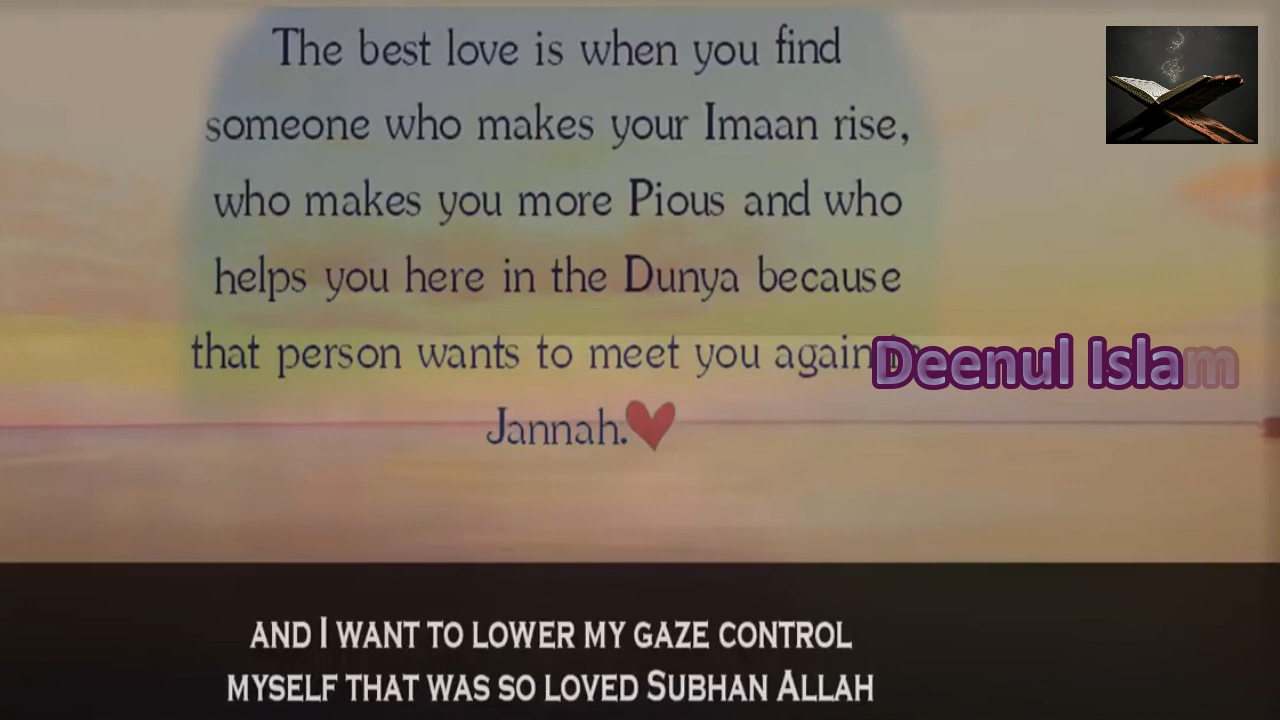 The best love is when you find
someone who makes your Imaan rise,
who makes you more Pious and who
helps you here in the Dunya because
that person wants to meet you again
Deenul Islam
Jannah.
AND I WANT TO LOWER MY GAZE CONTROL
MYSELF THAT WAS SO LOVED SUBHAN ALLAH